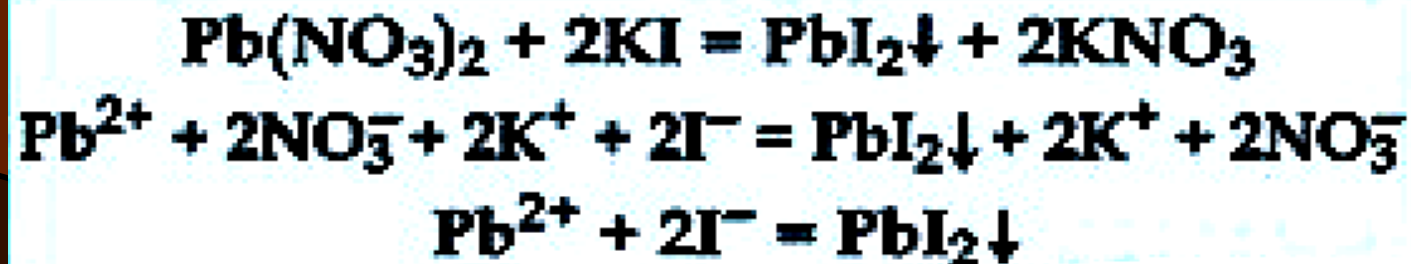 Pb(NO₃)₂ + 2KI = PbI₂↓ + 2KNO₃
Pb²⁺ + 2NO₃⁻ + 2K⁺ + 2I⁻ = PbI₂↓ + 2K⁺ + 2NO₃⁻
Pb²⁺ + 2I⁻ = PbI₂↓